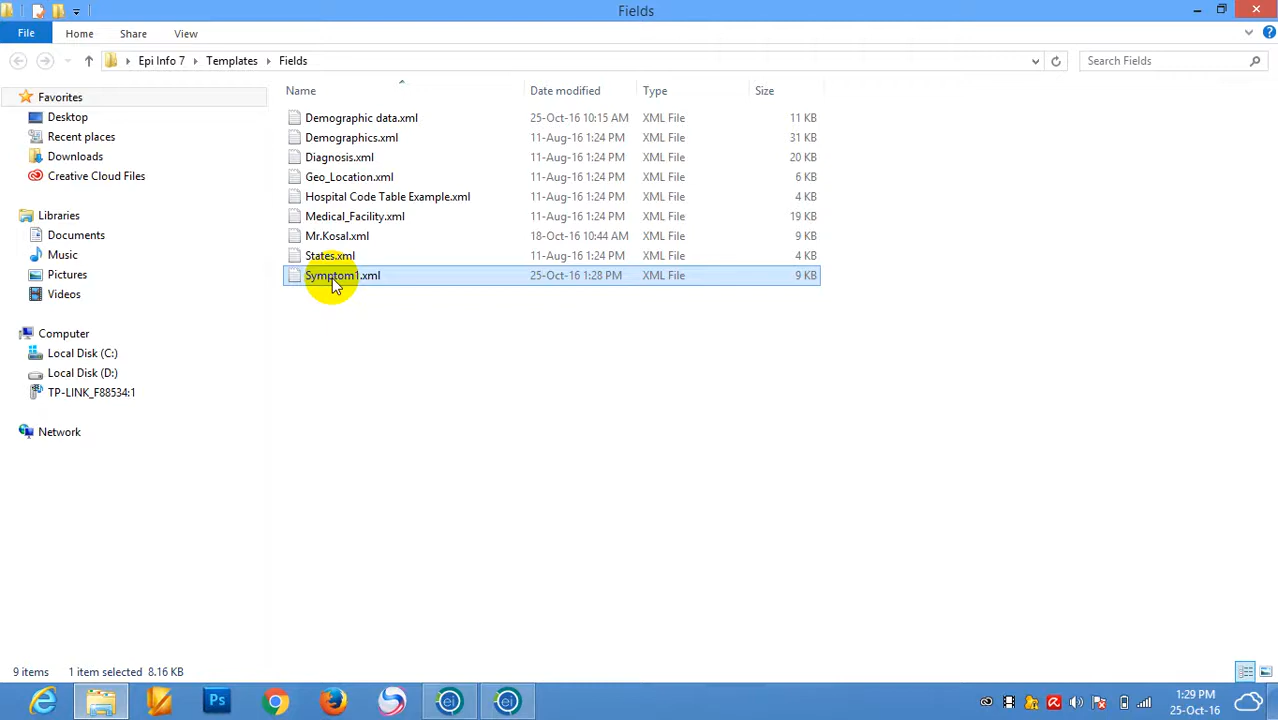 Fields
File Home Share View
Epi Info 7 Templates Fields Search Fields
Name Date modified Type Size
Favorites
Desktop
Recent places
Downloads
Creative Cloud Files
Libraries
Documents
Music
Pictures
Videos
Computer
Local Disk (C:)
Local Disk (D:)
TP-LINK_F88534:1
Network
Demographic data.xml 25-Oct-16 10:15 AM XML File 11 KB
Demographics.xml 11-Aug-16 1:24 PM XML File 31 KB
Diagnosis.xml 11-Aug-16 1:24 PM XML File 20 KB
Geo_Location.xml 11-Aug-16 1:24 PM XML File 6 KB
Hospital Code Table Example.xml 11-Aug-16 1:24 PM XML File 4 KB
Medical_Facility.xml 11-Aug-16 1:24 PM XML File 19 KB
Mr.Kosal.xml 18-Oct-16 10:44 AM XML File 9 KB
States.xml 11-Aug-16 1:24 PM XML File 4 KB
Symptom1.xml 25-Oct-16 1:28 PM XML File 9 KB
9 items 1 item selected 8.16 KB
Ps ei ei 1:29 PM
25-Oct-16